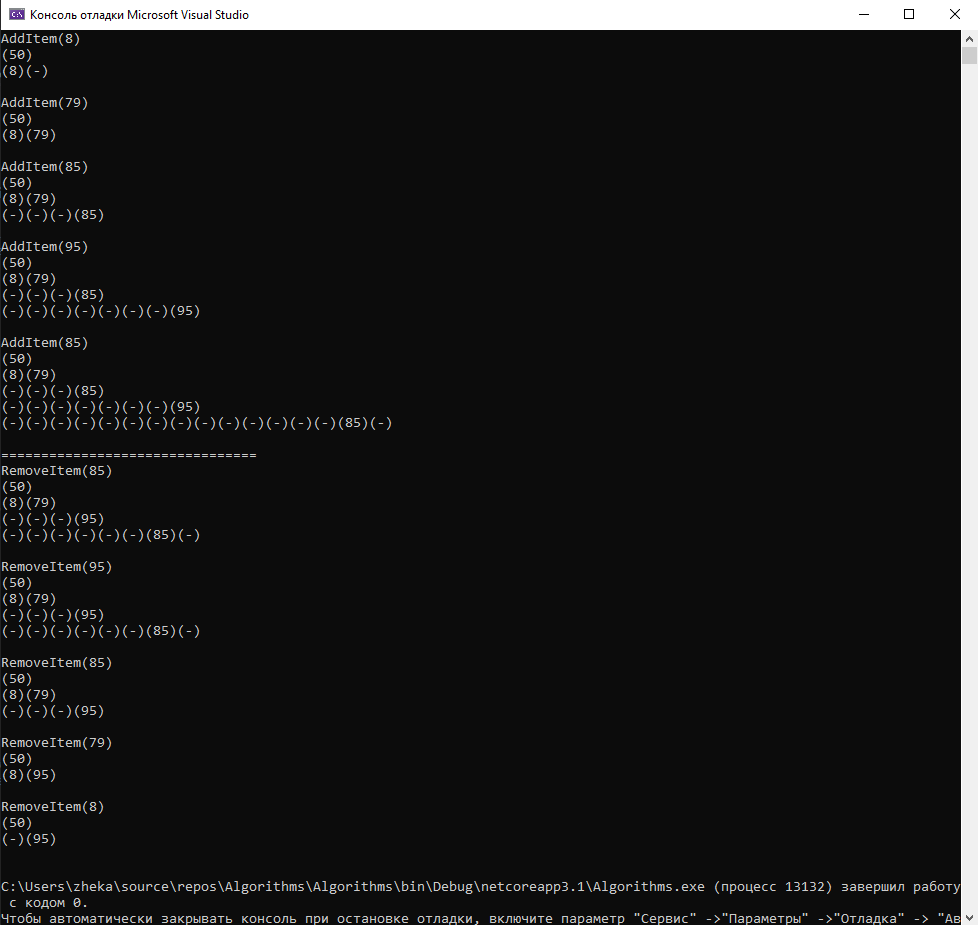 Консоль отладки Microsoft Visual Studio
AddItem(8)
(50)
(8)(-)
AddItem(79)
(50)
(8)(79)
AddItem(85)
(50)
(8)(79)
(-)(-)(-)(85)
AddItem(95)
(50)
(8)(79)
(-)(-)(-)(85)
(-)(-)(-)(-)(-)(-)(-)(95)
AddItem(85)
(50)
(8)(79)
(-)(-)(-)(85)
(-)(-)(-)(-)(-)(-)(-)(95)
(-)(-)(-)(-)(-)(-)(-)(-)(-)(-)(-)(-)(-)(-)(85)(-)
================================
RemoveItem(85)
(50)
(8)(79)
(-)(-)(-)(95)
(-)(-)(-)(-)(-)(-)(85)(-)
RemoveItem(95)
(50)
(8)(79)
(-)(-)(-)(95)
(-)(-)(-)(-)(-)(-)(85)(-)
RemoveItem(85)
(50)
(8)(79)
(-)(-)(-)(95)
RemoveItem(79)
(50)
(8)(95)
RemoveItem(8)
(50)
(-)(95)
C:\Users\zheka\source\repos\Algorithms\Algorithms\bin\Debug\netcoreapp3.1\Algorithms.exe (процесс 13132) завершил работу
с кодом 0.
Чтобы автоматически закрывать консоль при остановке отладки, включите параметр "Сервис" ->"Параметры" ->"Отладка" -> "Ав